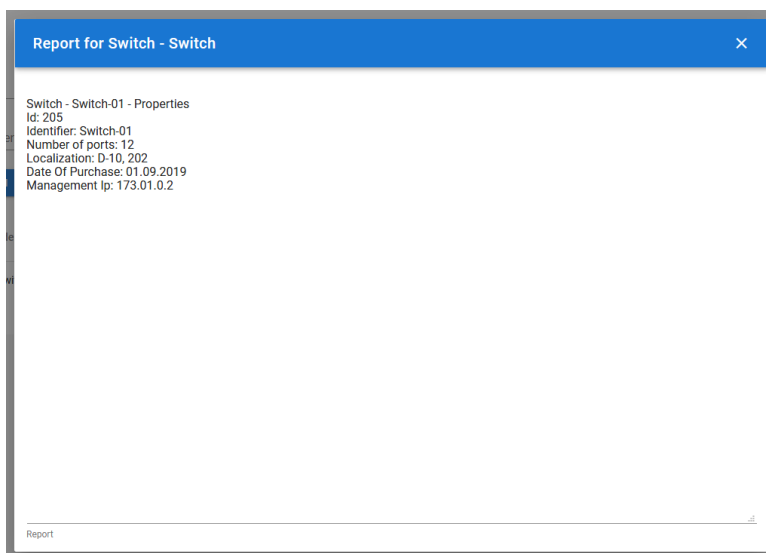 Report for Switch - Switch
Switch - Switch-01 - Properties
Id: 205
Identifier: Switch-01
Number of ports: 12
Localization: D-10, 202
Date Of Purchase: 01.09.2019
Management Ip: 173.01.0.2
Report